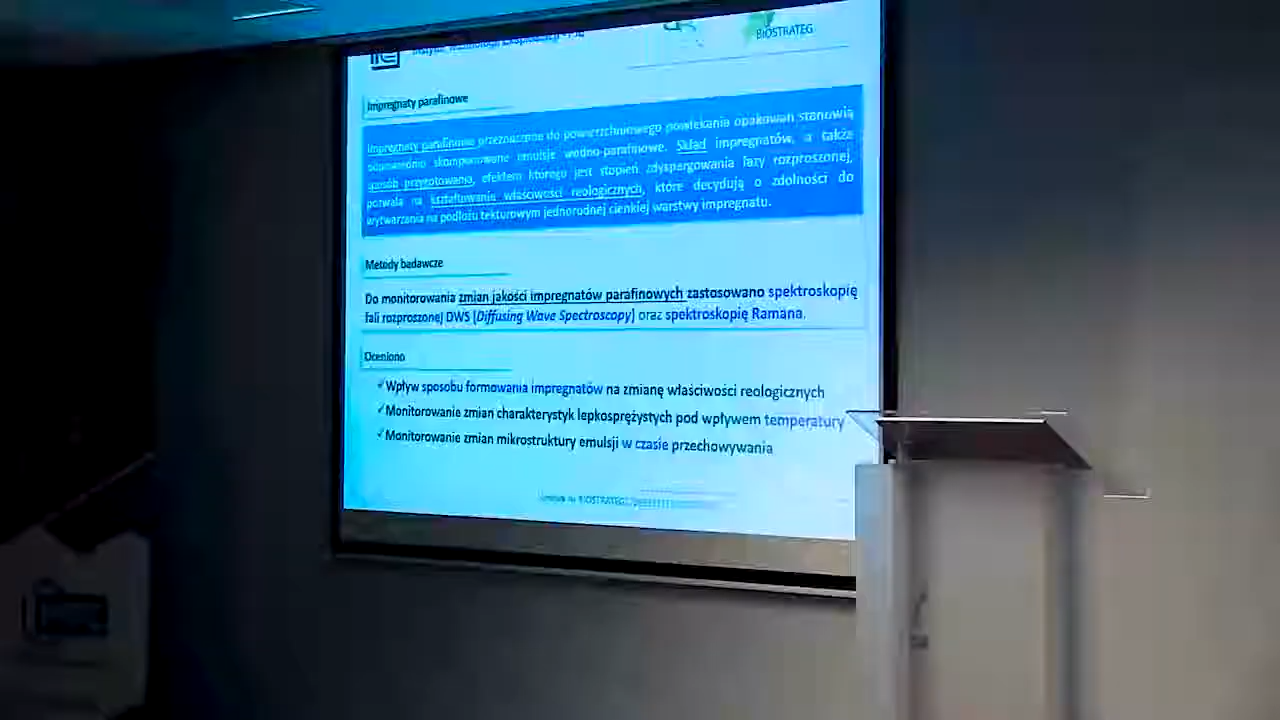 BIOSTRATEG
Impregnaty parafinowe
Impregnaty parafinowe przeznaczone do powierzchniowego powlekania opakowań stanowią
odpowiednio skomponowane emulsje wodno-parafinowe. Skład impregnatów, a także
sposób przygotowania, efektem którego jest stopień zdyspergowania fazy rozproszonej,
pozwala na kształtowanie właściwości reologicznych, które decydują o zdolności do
wytwarzania na podłożu tekturowym jednorodnej cienkiej warstwy impregnatu.
Metody badawcze
Do monitorowania zmian jakości impregnatów parafinowych zastosowano spektroskopię
fali rozproszonej DWS (Diffusing Wave Spectroscopy) oraz spektroskopię Ramana.
Oceniono
✓Wpływ sposobu formowania impregnatów na zmianę właściwości reologicznych
✓Monitorowanie zmian charakterystyk lepkosprężystych pod wpływem temperatury
✓Monitorowanie zmian mikrostruktury emulsji w czasie przechowywania